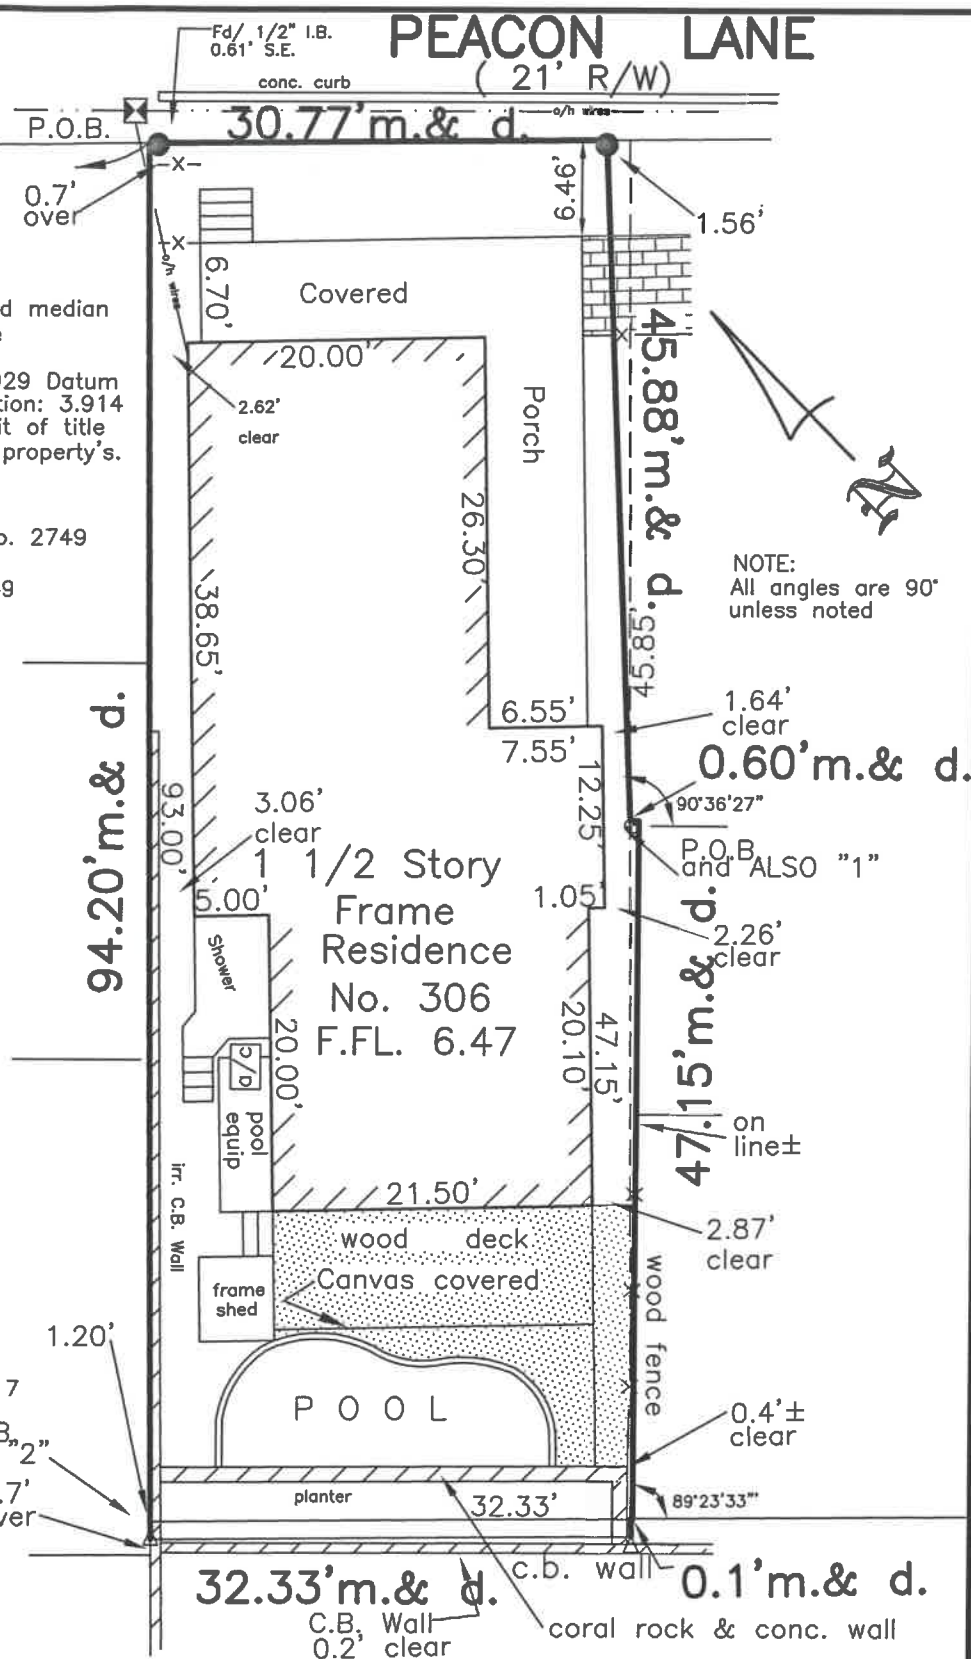 PEACON LANE
( 21' R/W)
Fd/ 1/2" I.B.
0.61' S.E.
conc. curb
o/h wires
P.O.B.
30.77'm.& d.
0.7'
over
6.46'
1.56'
o/h wires
6.70'
Covered
d median
20.00'
29 Datum
tion: 3.914
it of title
property's.
2.62'
clear
Porch
45.88'm.& d.
26.30'
o. 2749
9
NOTE:
All angles are 90°
unless noted
38.65'
45.85'
6.55'
7.55'
1.64'
clear
0.60'm.& d.
90°36'27"
94.20'm.& d.
93.00'
3.06'
clear
12.25'
P.O.B.
and ALSO "1"
1 1/2 Story
Frame
Residence
No. 306
F.FL. 6.47
5.00'
1.05'
2.26'
clear
Shower
20.00'
20.10'
47.15'
47.15'm.& d.
c/p
pool
equip
on
line±
irr. C.B. Wall
21.50'
wood deck
2.87'
clear
Canvas covered
frame
shed
wood fence
1.20'
7
POOL
B
"2"
0.4'±
clear
.7'
ver
planter
32.33'
89°23'33"
c.b. wall
32.33'm.& d.
0.1'm.& d.
C.B. Wall
0.2' clear
coral rock & conc. wall
N